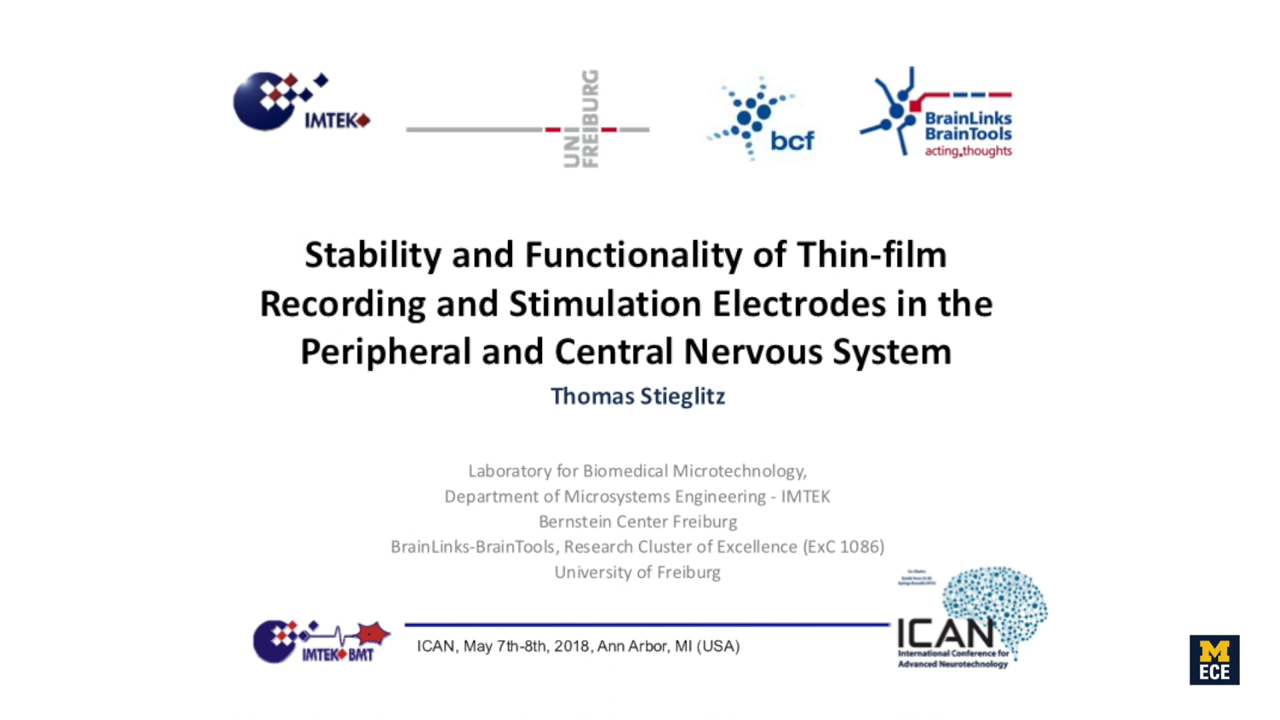 IMTEK
UNI
FREIBURG
bcf
BrainLinks
BrainTools
acting.thoughts
Stability and Functionality of Thin-film
Recording and Stimulation Electrodes in the
Peripheral and Central Nervous System
Thomas Stieglitz
Laboratory for Biomedical Microtechnology,
Department of Microsystems Engineering - IMTEK
Bernstein Center Freiburg
BrainLinks-BrainTools, Research Cluster of Excellence (ExC 1086)
University of Freiburg
IMTEK BMT
ICAN, May 7th-8th, 2018, Ann Arbor, MI (USA)
ICAN
International Conference for
Advanced Neurotechnology
M
ECE